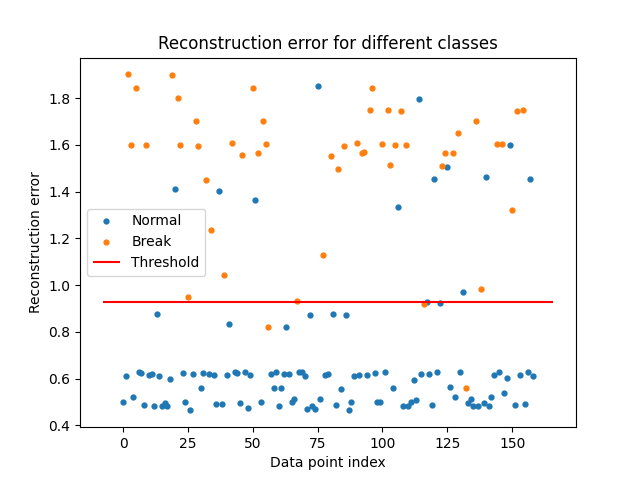 Reconstruction error for different classes
Reconstruction error
1.8
1.6
1.4
1.2
1.0
0.8
0.6
0.4
Normal
Break
Threshold
0 25 50 75 100 125 150
Data point index